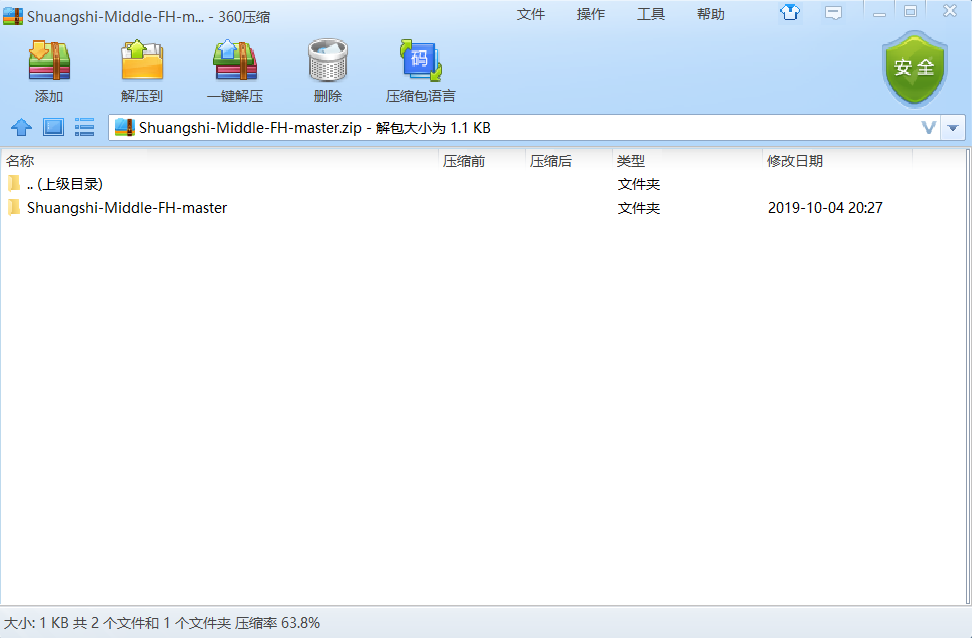 Shuangshi-Middle-FH-m... - 360压缩
文件 操作 工具 帮助
添加 解压到 一键解压 删除 码 压缩包语言 安全
Shuangshi-Middle-FH-master.zip - 解包大小为 1.1 KB
名称 压缩前 压缩后 类型 修改日期
.. (上级目录) 文件夹
Shuangshi-Middle-FH-master 文件夹 2019-10-04 20:27
大小: 1 KB 共 2 个文件和 1 个文件夹 压缩率 63.8%